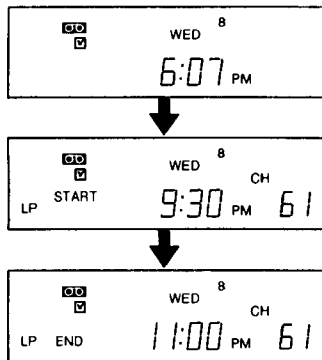 WED 8
6:07 PM
WED 8
CH
LP START 9:30 PM 61
WED 8
CH
LP END 11:00 PM 61